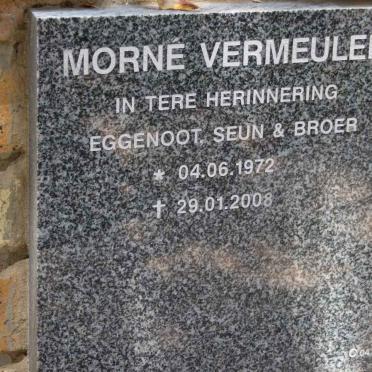 MORNÉ VERMEULE
IN TERE HERINNERING
EGGENOOT, SEUN & BROER
* 04.06.1972
† 29.01.2008